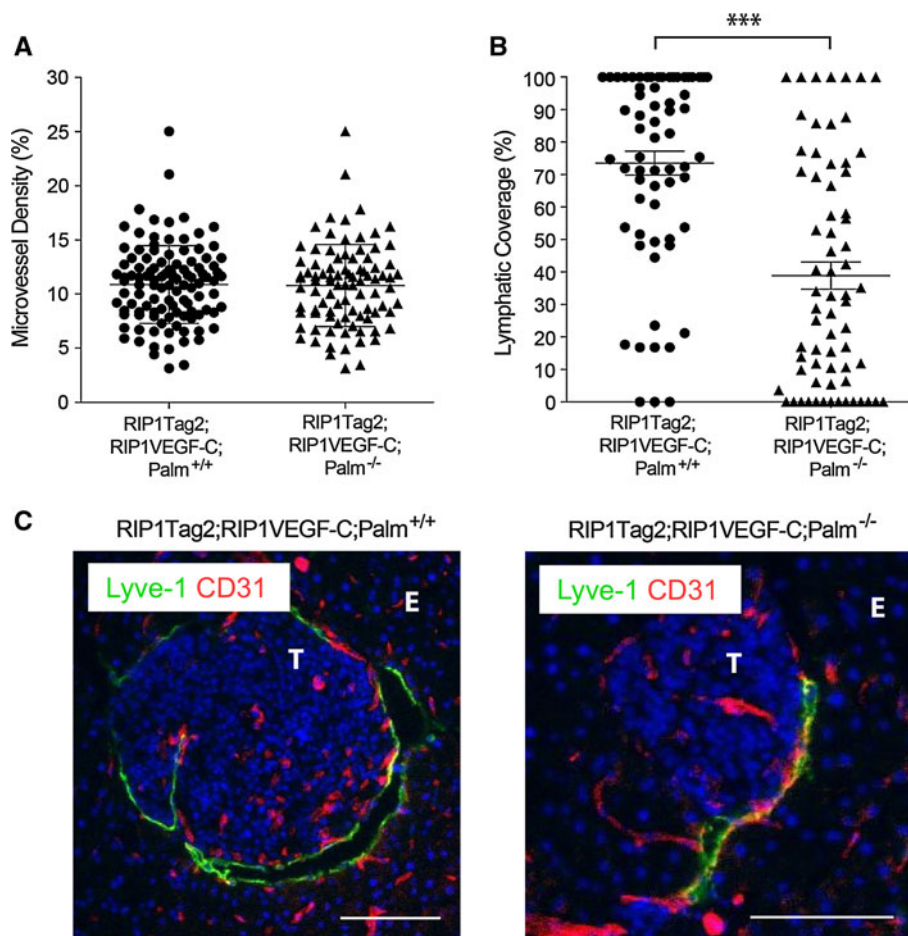 A
Microvessel Density (%)
30
25
20
15
10
5
0
RIP1Tag2;
RIP1VEGF-C;
Palm+/+
RIP1Tag2;
RIP1VEGF-C;
Palm-/-
B
***
Lymphatic Coverage (%)
100
90
80
70
60
50
40
30
20
10
0
RIP1Tag2;
RIP1VEGF-C;
Palm+/+
RIP1Tag2;
RIP1VEGF-C;
Palm-/-
C
RIP1Tag2;RIP1VEGF-C;Palm+/+
Lyve-1 CD31
E
T
RIP1Tag2;RIP1VEGF-C;Palm-/-
Lyve-1 CD31
E
T